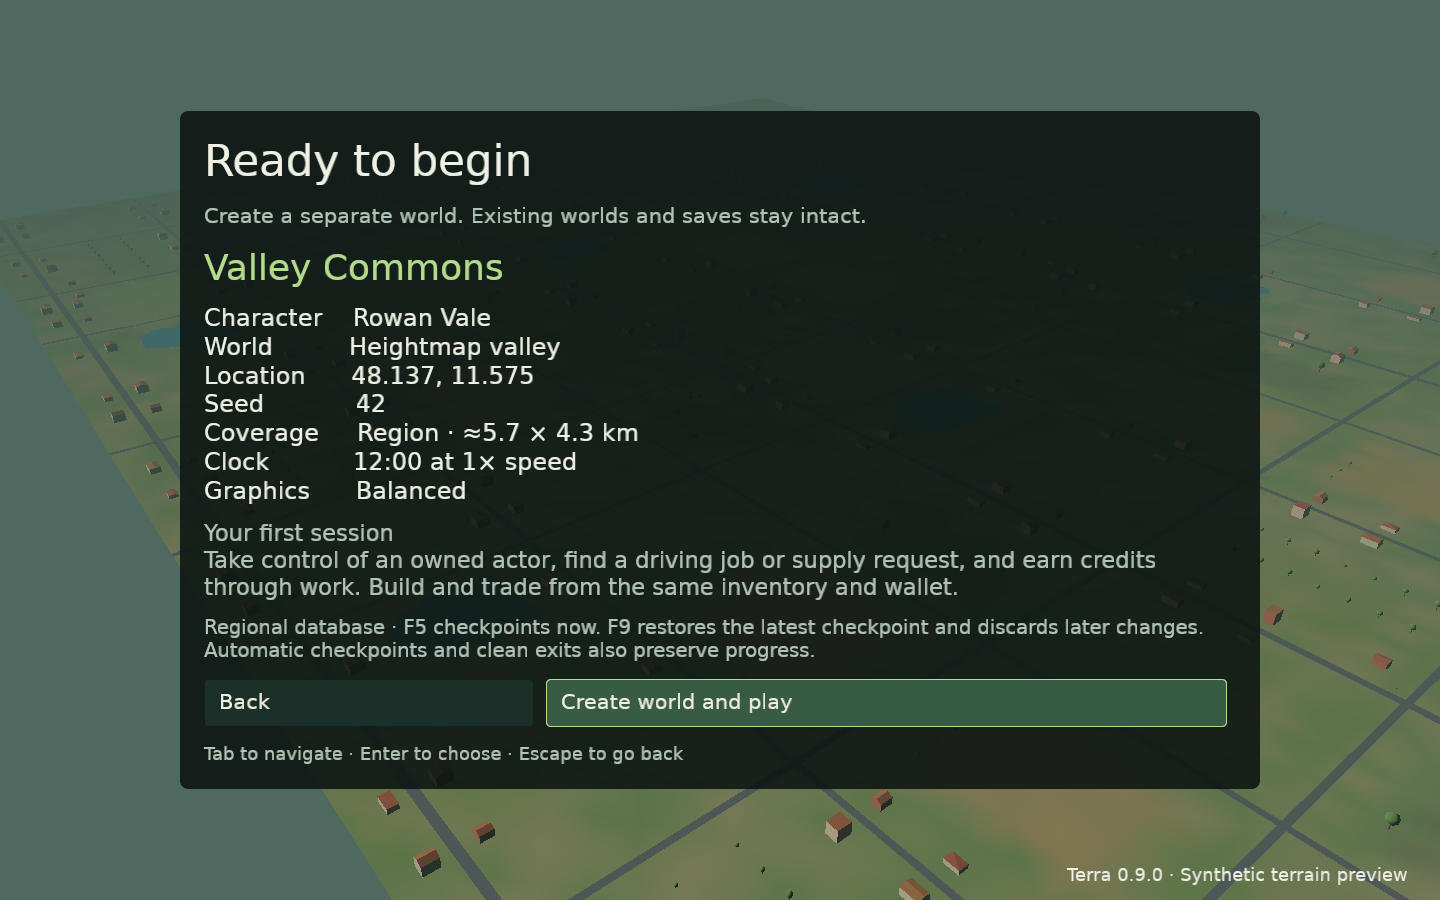 Ready to begin
Create a separate world. Existing worlds and saves stay intact.
Valley Commons
Character Rowan Vale
World Heightmap valley
Location 48.137, 11.575
Seed 42
Coverage Region · ≈5.7 × 4.3 km
Clock 12:00 at 1× speed
Graphics Balanced
Your first session
Take control of an owned actor, find a driving job or supply request, and earn credits
through work. Build and trade from the same inventory and wallet.
Regional database · F5 checkpoints now. F9 restores the latest checkpoint and discards later changes.
Automatic checkpoints and clean exits also preserve progress.
Back
Create world and play
Tab to navigate · Enter to choose · Escape to go back
Terra 0.9.0 · Synthetic terrain preview